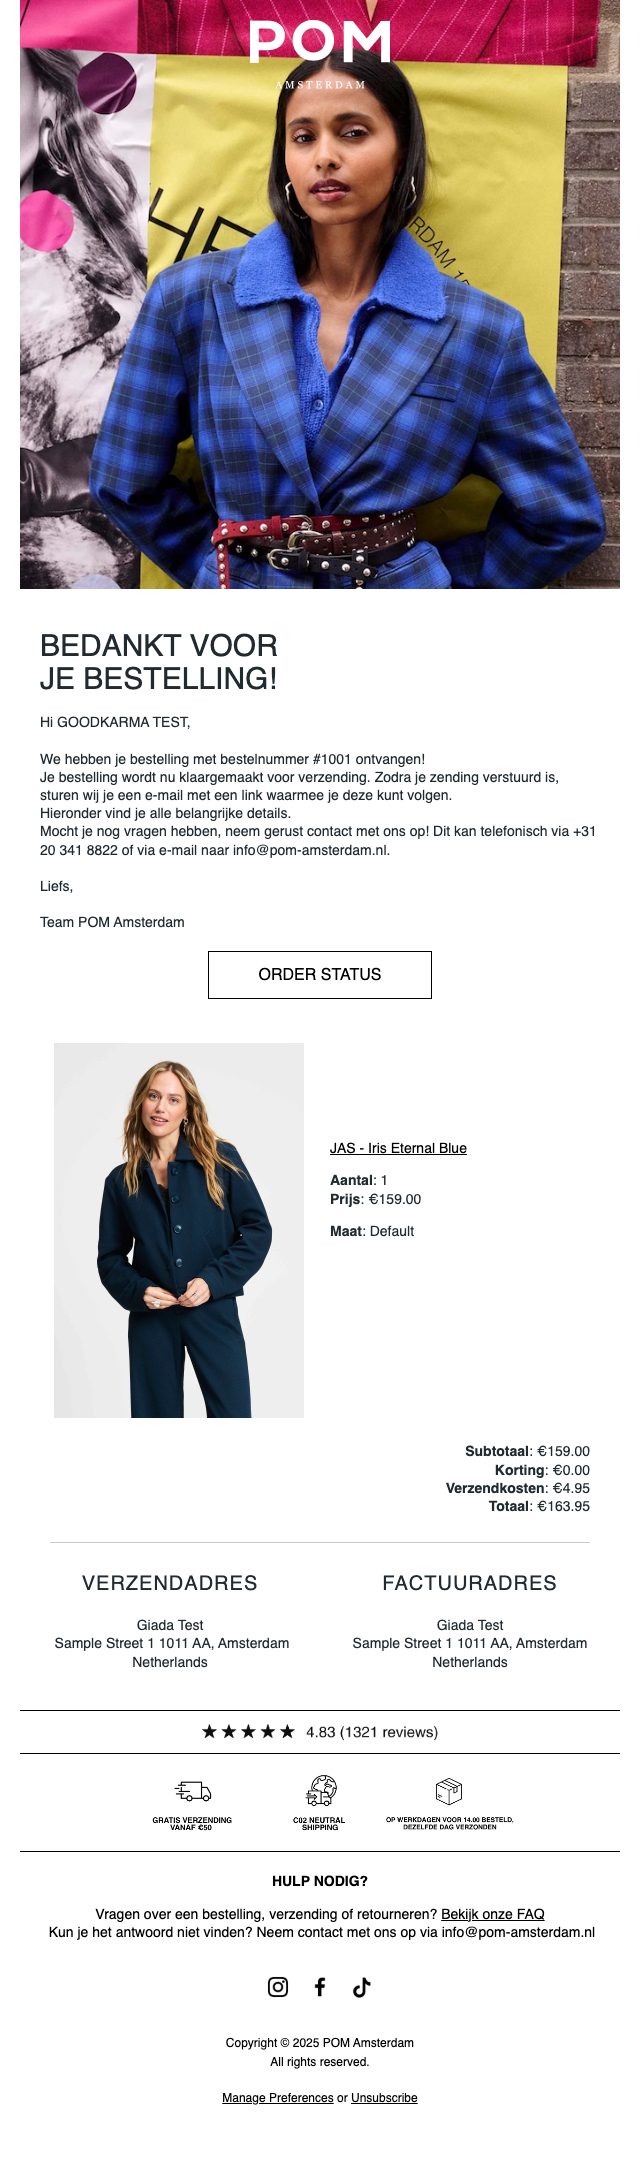 POM
AMSTERDAM
HE
RDAM
BEDANKT VOOR
JE BESTELLING!
Hi GOODKARMA TEST,
We hebben je bestelling met bestelnummer #1001 ontvangen!
Je bestelling wordt nu klaargemaakt voor verzending. Zodra je zending verstuurd is,
sturen wij je een e-mail met een link waarmee je deze kunt volgen.
Hieronder vind je alle belangrijke details.
Mocht je nog vragen hebben, neem gerust contact met ons op! Dit kan telefonisch via +31
20 341 8822 of via e-mail naar info@pom-amsterdam.nl.
Liefs,
Team POM Amsterdam
ORDER STATUS
JAS - Iris Eternal Blue
Aantal: 1
Prijs: €159.00
Maat: Default
Subtotaal: €159.00
Korting: €0.00
Verzendkosten: €4.95
Totaal: €163.95
VERZENDADRES
Giada Test
Sample Street 1 1011 AA, Amsterdam
Netherlands
FACTUURADRES
Giada Test
Sample Street 1 1011 AA, Amsterdam
Netherlands
★★★★★ 4.83 (1321 reviews)
GRATIS VERZENDING
VANAF €50
C02 NEUTRAL
SHIPPING
OP WERKDAGEN VOOR 14.00 BESTELD,
DEZELFDE DAG VERZONDEN
HULP NODIG?
Vragen over een bestelling, verzending of retourneren? Bekijk onze FAQ
Kun je het antwoord niet vinden? Neem contact met ons op via info@pom-amsterdam.nl
Copyright © 2025 POM Amsterdam
All rights reserved.
Manage Preferences or Unsubscribe